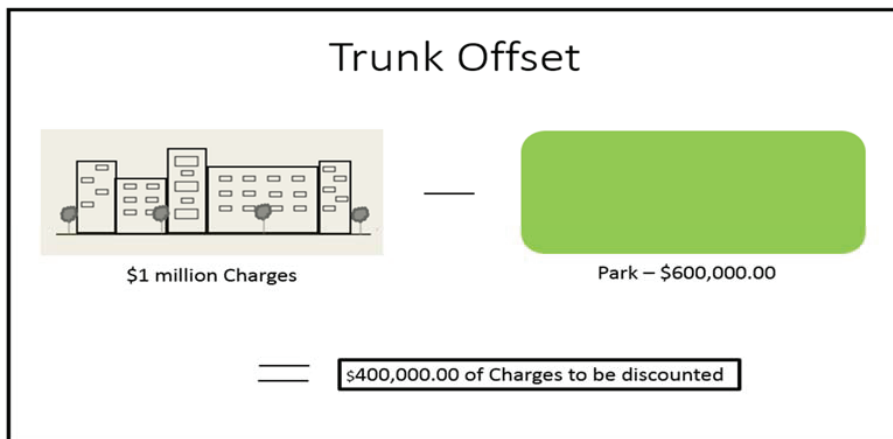 Trunk Offset
$1 million Charges
Park – $600,000.00
$400,000.00 of Charges to be discounted